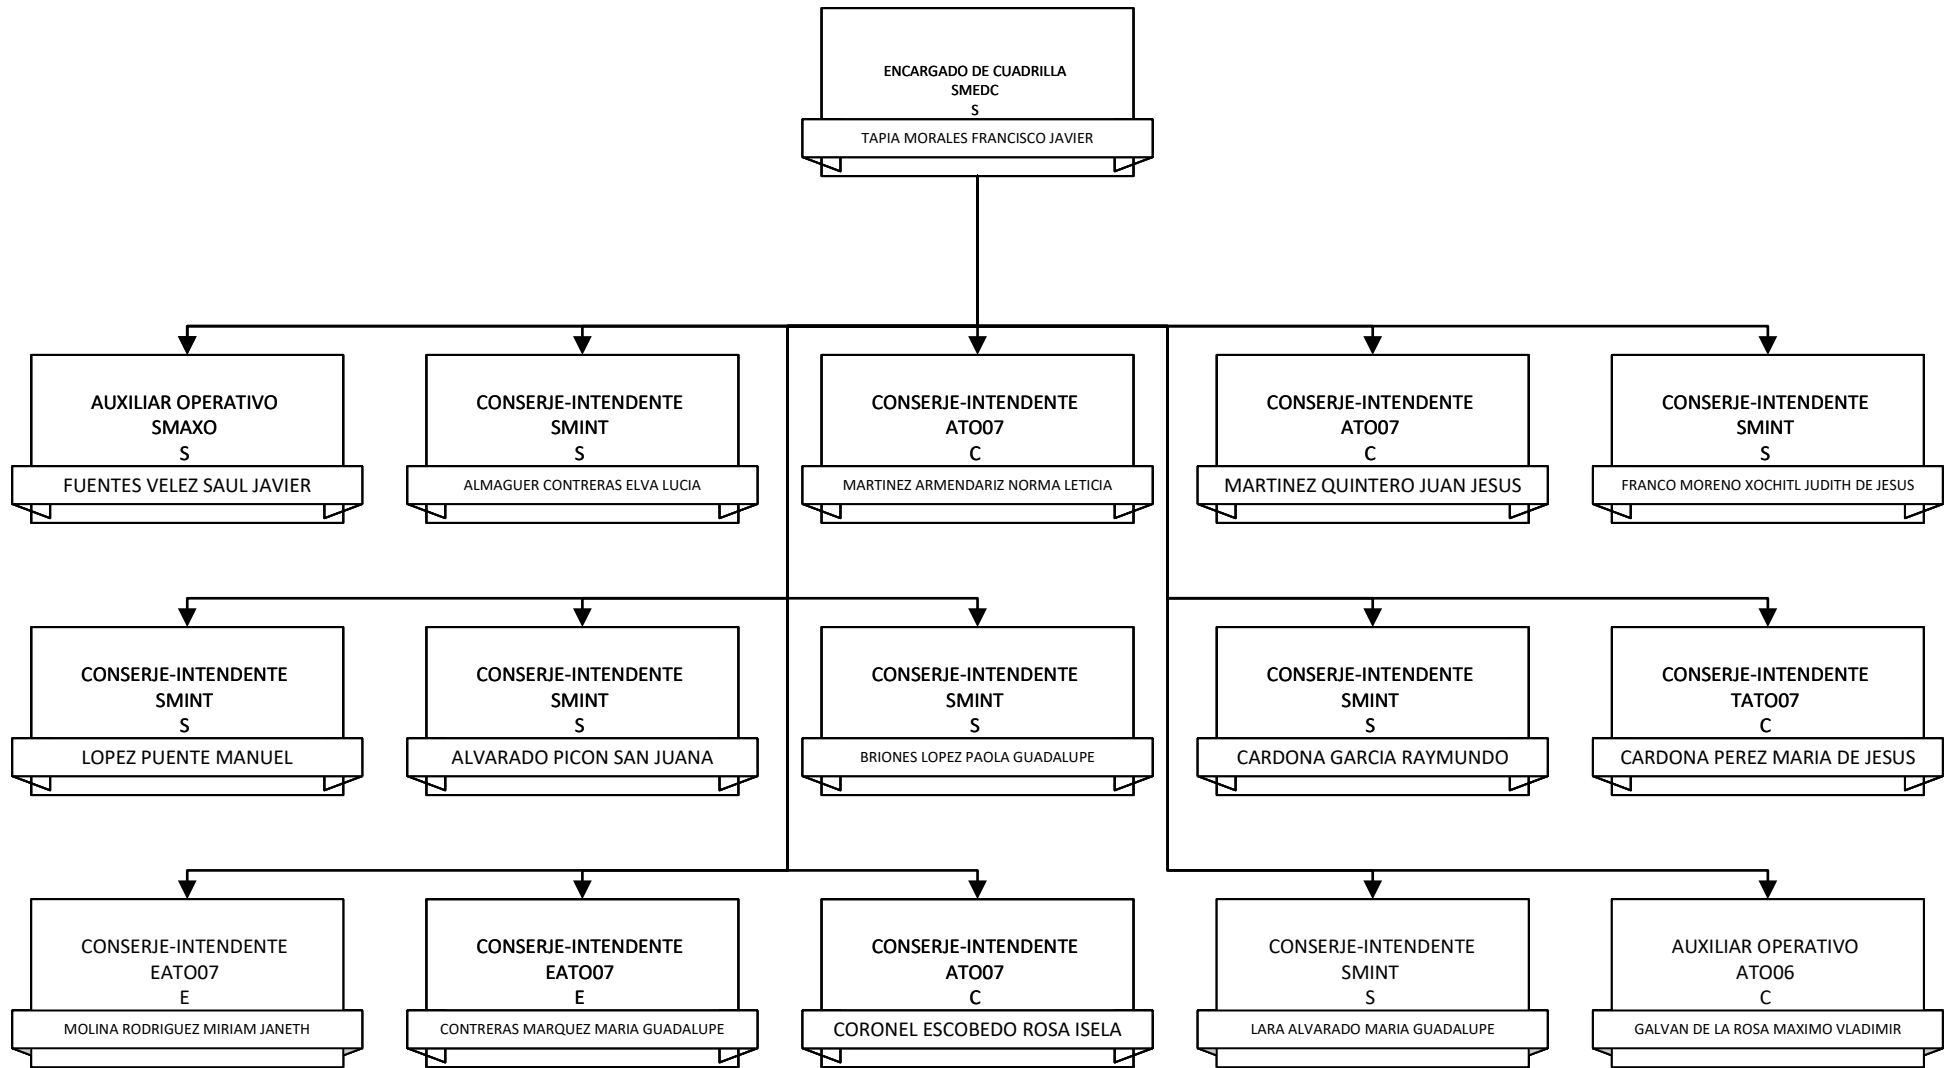 ENCARGADO DE CUADRILLA
SMEDC
S
TAPIA MORALES FRANCISCO JAVIER
AUXILIAR OPERATIVO
SMAXO
S
FUENTES VELEZ SAUL JAVIER
CONSERJE-INTENDENTE
SMINT
S
ALMAGUER CONTRERAS ELVA LUCIA
CONSERJE-INTENDENTE
ATO07
C
MARTINEZ ARMENDARIZ NORMA LETICIA
CONSERJE-INTENDENTE
ATO07
C
MARTINEZ QUINTERO JUAN JESUS
CONSERJE-INTENDENTE
SMINT
S
FRANCO MORENO XOCHITL JUDITH DE JESUS
CONSERJE-INTENDENTE
SMINT
S
LOPEZ PUENTE MANUEL
CONSERJE-INTENDENTE
SMINT
S
ALVARADO PICON SAN JUANA
CONSERJE-INTENDENTE
SMINT
S
BRIONES LOPEZ PAOLA GUADALUPE
CONSERJE-INTENDENTE
SMINT
S
CARDONA GARCIA RAYMUNDO
CONSERJE-INTENDENTE
TATO07
C
CARDONA PEREZ MARIA DE JESUS
CONSERJE-INTENDENTE
EATO07
E
MOLINA RODRIGUEZ MIRIAM JANETH
CONSERJE-INTENDENTE
EATO07
E
CONTRERAS MARQUEZ MARIA GUADALUPE
CONSERJE-INTENDENTE
ATO07
C
CORONEL ESCOBEDO ROSA ISELA
CONSERJE-INTENDENTE
SMINT
S
LARA ALVARADO MARIA GUADALUPE
AUXILIAR OPERATIVO
ATO06
C
GALVAN DE LA ROSA MAXIMO VLADIMIR